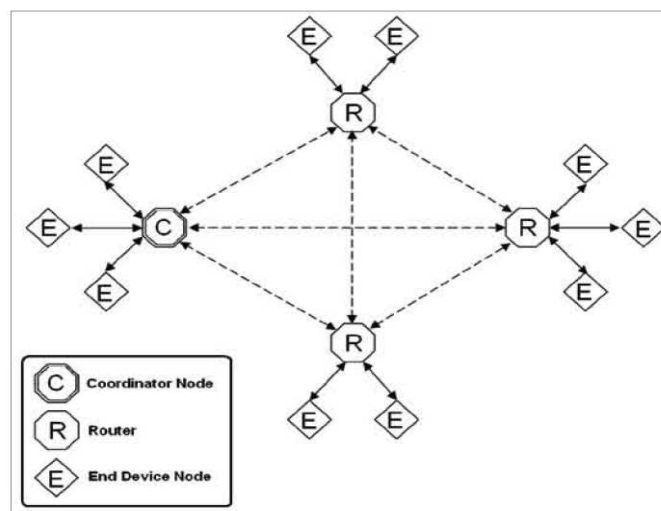 E E
R
E E
E C R E
E E
R
E E
C Coordinator Node
R Router
E End Device Node